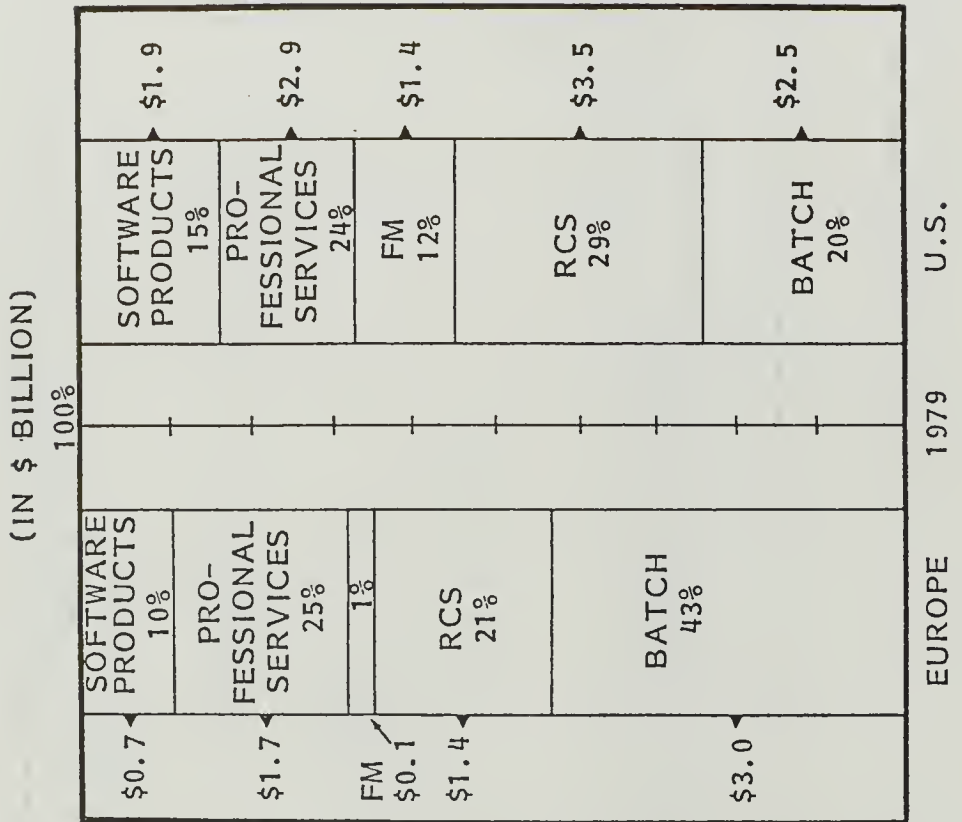 (IN $ BILLION)
100%
SOFTWARE
PRODUCTS
10%
$0.7
PRO-
FESSIONAL
SERVICES
25%
$1.7
1%
FM
$0.1
RCS
21%
$1.4
BATCH
43%
$3.0
EUROPE
1979
SOFTWARE
PRODUCTS
15%
$1.9
PRO-
FESSIONAL
SERVICES
24%
$2.9
FM
12%
$1.4
RCS
29%
$3.5
BATCH
20%
$2.5
U.S.